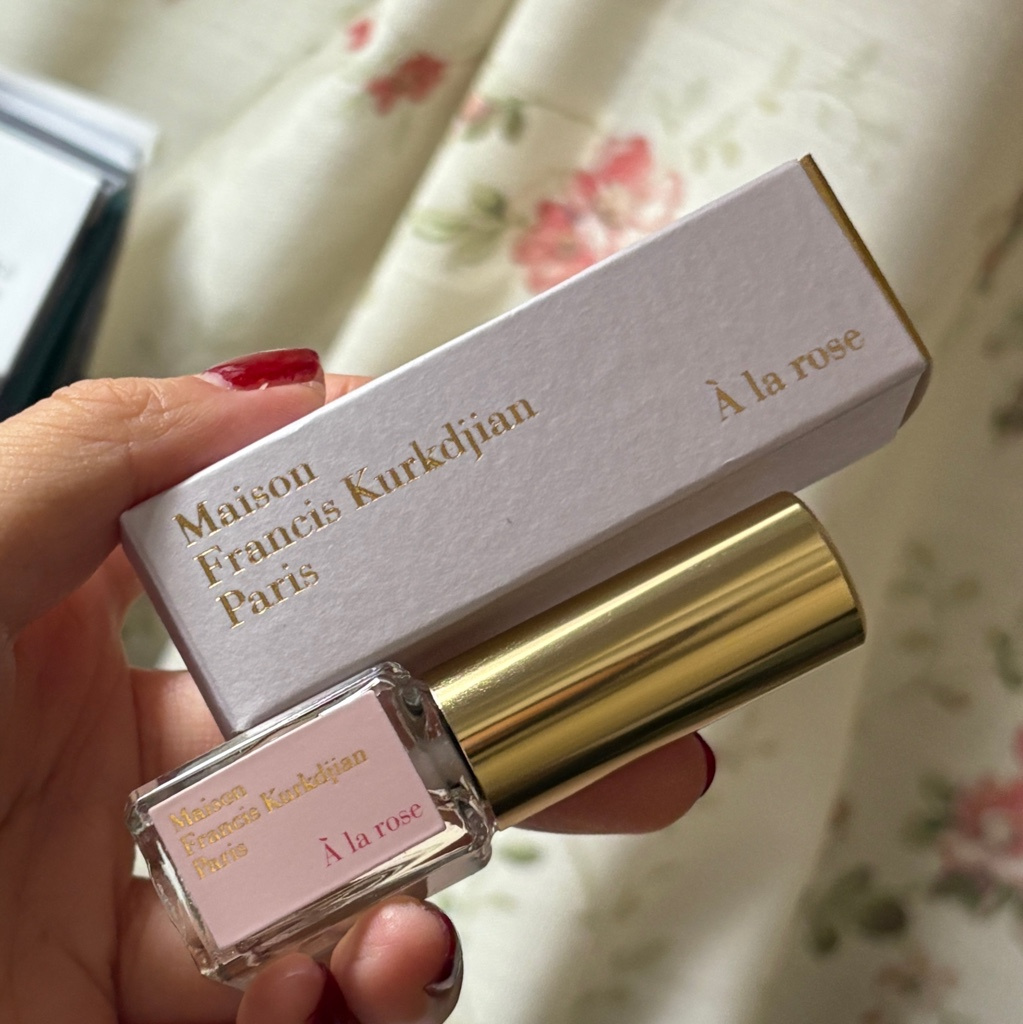 Maison
Francis Kurkdjian
Paris
À la rose
Maison
Francis Kurkdjian
Paris
À la rose